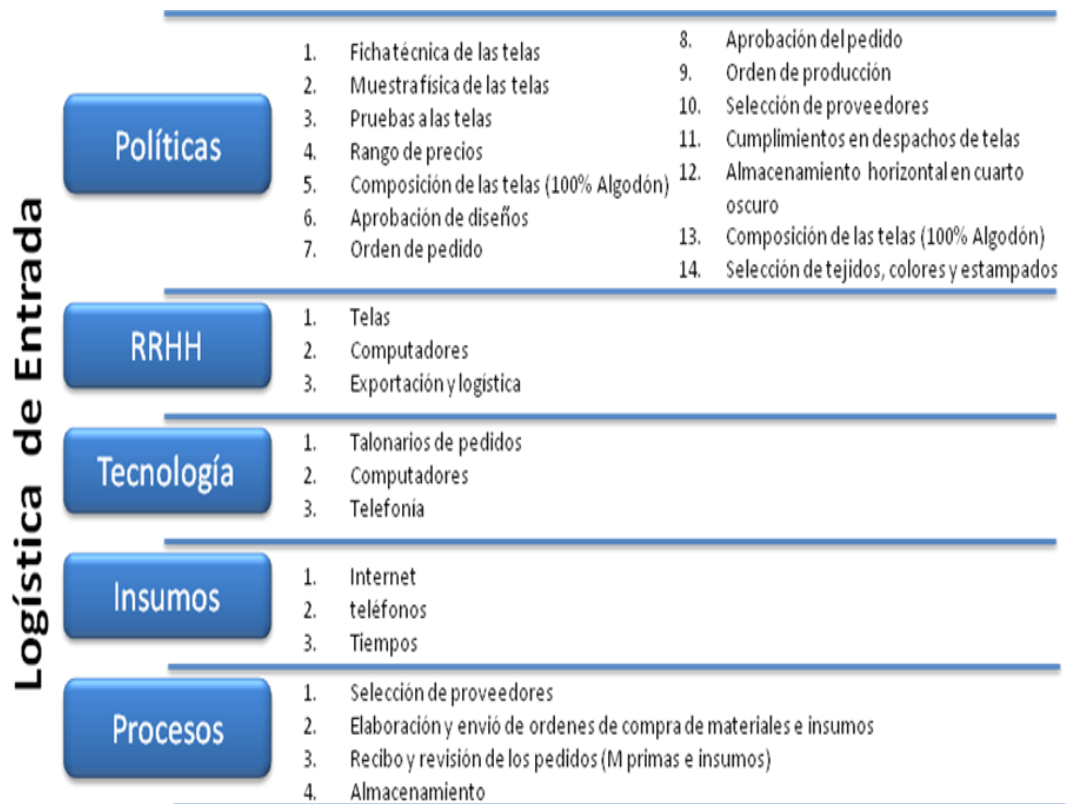 Logística de Entrada
Políticas
1. Ficha técnica de las telas
2. Muestra física de las telas
3. Pruebas a las telas
4. Rango de precios
5. Composición de las telas (100% Algodón)
6. Aprobación de diseños
7. Orden de pedido
8. Aprobación del pedido
9. Orden de producción
10. Selección de proveedores
11. Cumplimientos en despachos de telas
12. Almacenamiento horizontal en cuarto
oscuro
13. Composición de las telas (100% Algodón)
14. Selección de tejidos, colores y estampados
RRHH
1. Telas
2. Computadores
3. Exportación y logística
Tecnología
1. Talonarios de pedidos
2. Computadores
3. Telefonía
Insumos
1. Internet
2. teléfonos
3. Tiempos
Procesos
1. Selección de proveedores
2. Elaboración y envió de ordenes de compra de materiales e insumos
3. Recibo y revisión de los pedidos (M primas e insumos)
4. Almacenamiento